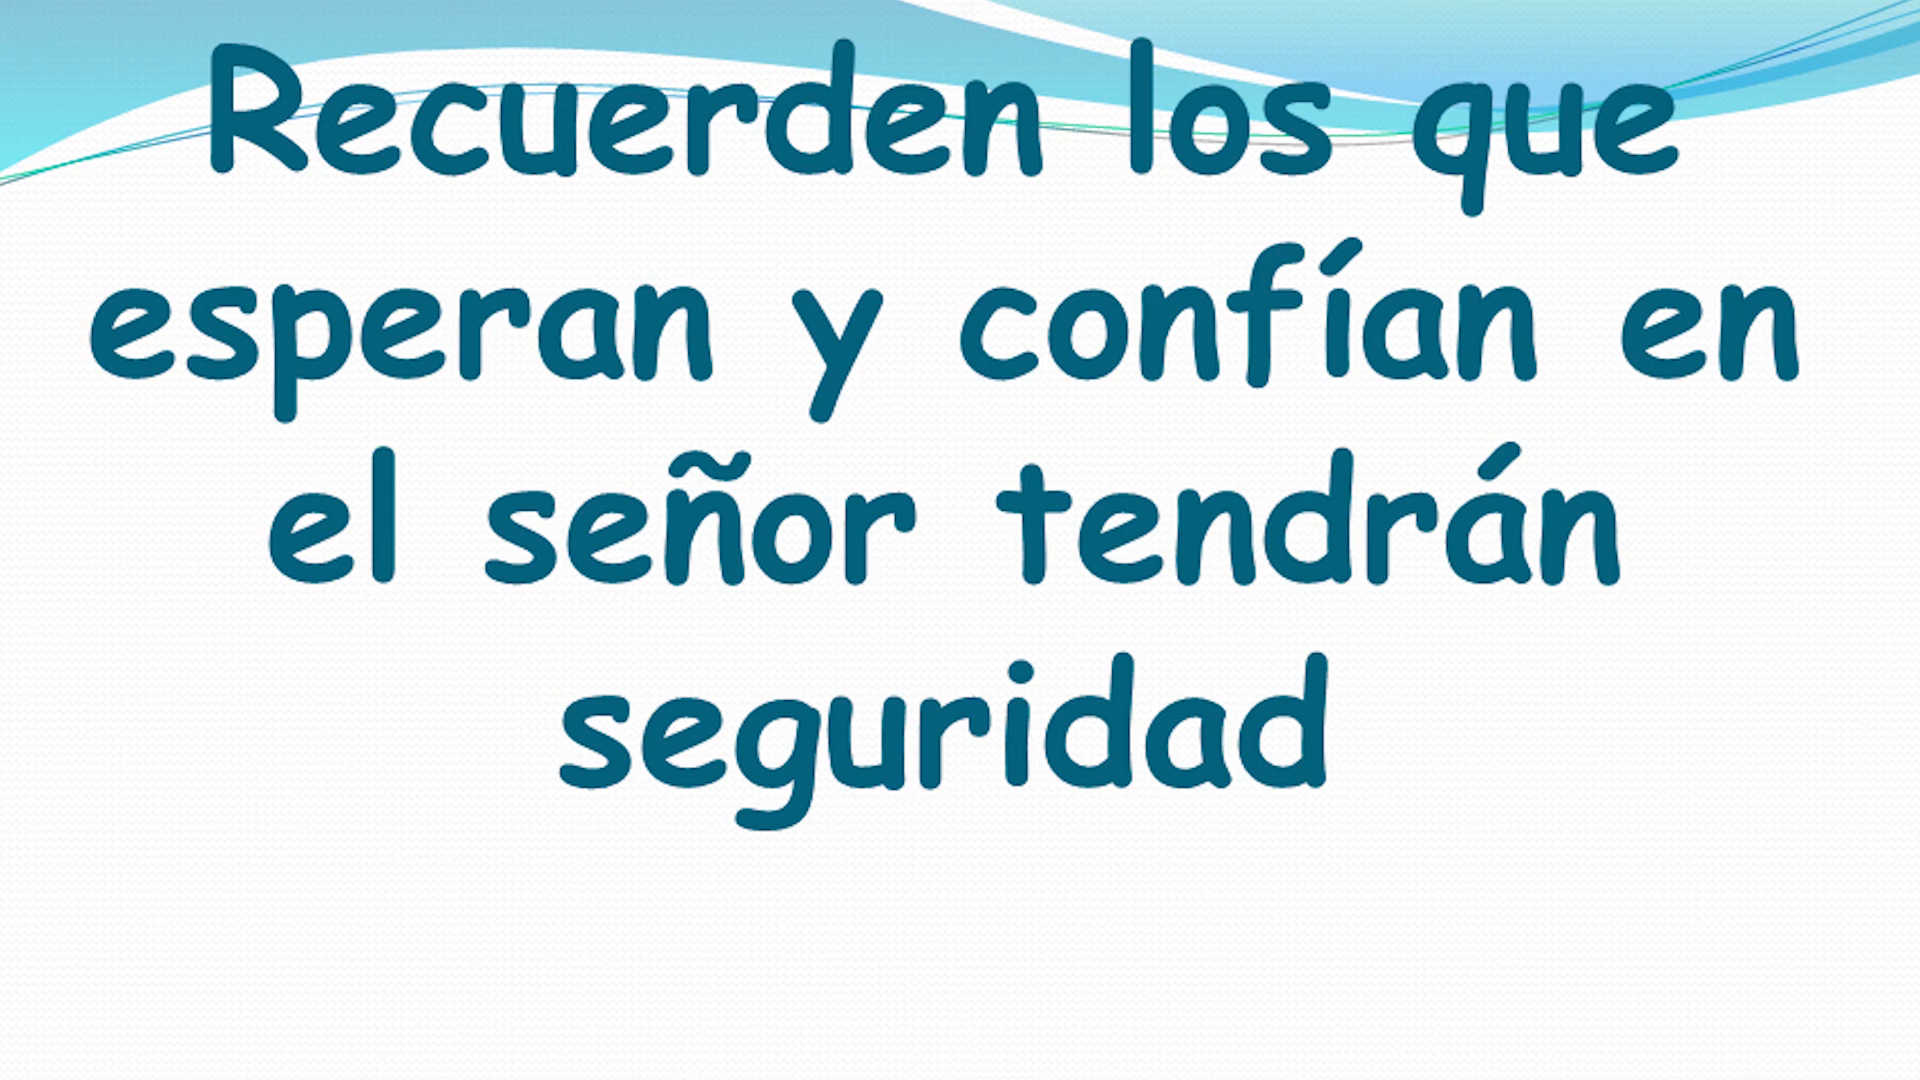 Recuerden los que
esperan y confían en
el señor tendrán
seguridad